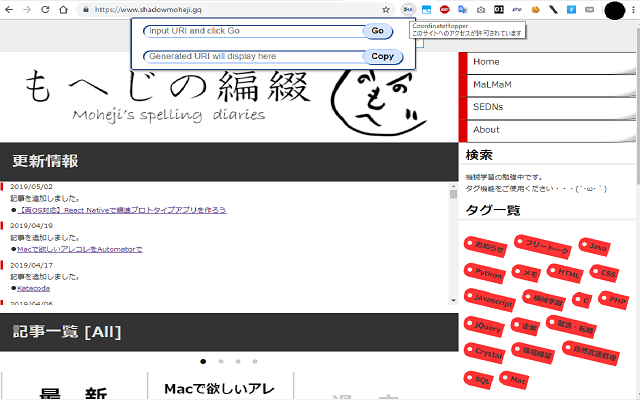 https://www.shadowmoheji.gq
CoordinateHopper
このサイトへのアクセスが許可されています
Input URI and click Go
Go
Generated URI will display here
Copy
もへじの編綴
Moheji's spelling diaries
Home
MaLMaM
SEDNs
About
更新情報
2019/05/02
記事を追加しました。
●【両OS対応】React Nativeで爆速プロトタイプアプリを作ろう
2019/04/19
記事を追加しました。
●Macで欲しいアレコレをAutomatorで
2019/04/17
記事を追加しました。
●Katacoda
2019/04/06
検索
機械学習の勉強中です。
タグ機能をご使用ください・・・(´･ω･｀)
タグ一覧
お知らせ
フリートーク
Java
Python
メモ
HTML
CSS
Javascript
機械学習
C
PHP
jQuery
企業
就活・転職
Crystal
環境構築
自然言語処理
SQL
Mac
記事一覧 [All]
最 新
Macで欲しいアレ
過 去